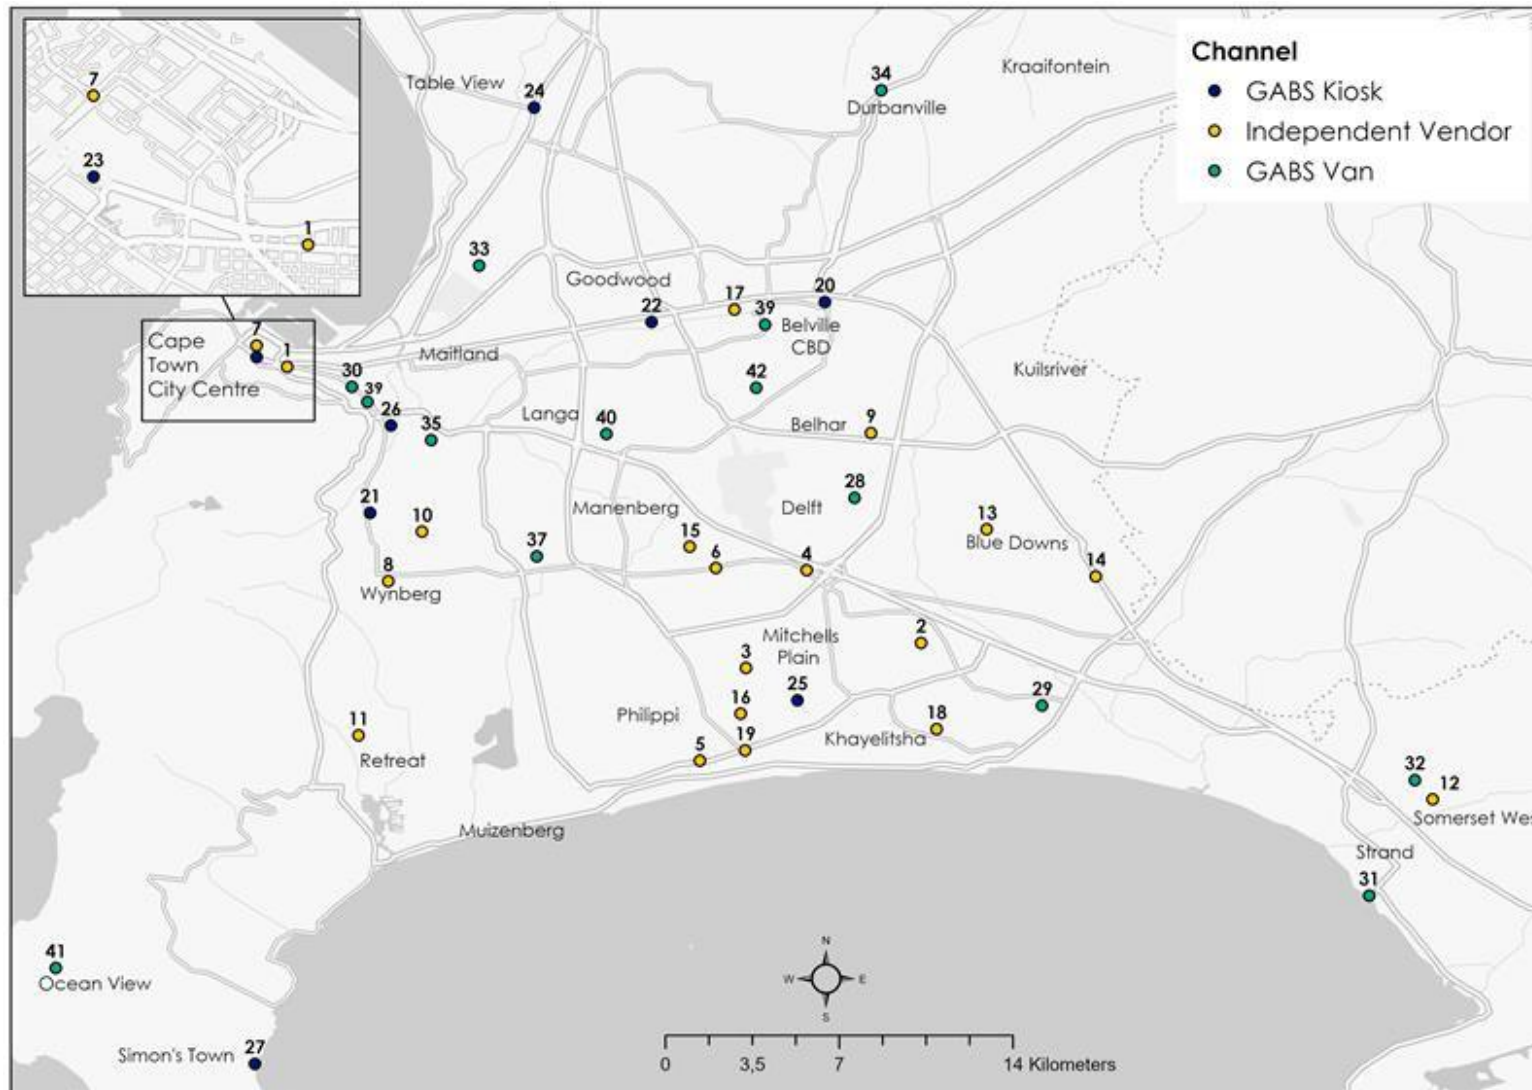 7
23
1
Table View
24
34
Durbanville
Kraaifontein
Channel
GABS Kiosk
Independent Vendor
GABS Van
33
Goodwood
22
17
39
20
Belville
CBD
7
1
Cape
Town
City Centre
Maitland
30
39
26
35
Langa
40
42
Kuilsriver
Belhar
9
28
Delft
21
10
Manenberg
15
6
4
13
Blue Downs
14
37
8
Wynberg
Mitchells
Plain
2
3
25
16
Philippi
19
5
Khayelitsha
18
29
11
Retreat
Muizenberg
32
12
Somerset Wes
Strand
31
41
Ocean View
Simon's Town
27
N
W
E
S
0
3,5
7
14 Kilometers